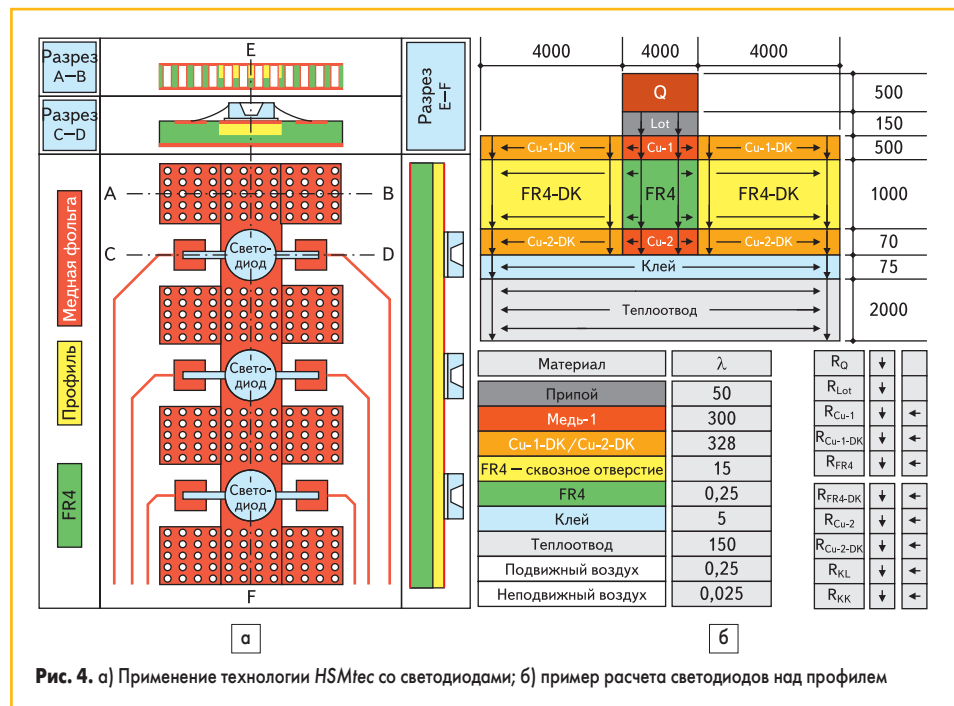 Разрез
A–B
E
Разрез
C–D
Разрез
E–F
Медная фольга
Профиль
FR4
A
B
C
D
Свето-
диод
Свето-
диод
Свето-
диод
F
а
4000
4000
4000
Q
500
Lot
150
Cu-1-DK
Cu-1
Cu-1-DK
500
FR4-DK
FR4
FR4-DK
1000
Cu-2-DK
Cu-2
Cu-2-DK
70
Клей
75
Теплоотвод
2000
Материал
λ
Припой
50
Медь-1
300
Cu-1-DK/Cu-2-DK
328
FR4 – сквозное отверстие
15
FR4
0,25
Клей
5
Теплоотвод
150
Подвижный воздух
0,25
Неподвижный воздух
0,025
RQ
RLot
RCu-1
RCu-1-DK
RFR4
RFR4-DK
RCu-2
RCu-2-DK
RKL
RKK
б
Рис. 4. а) Применение технологии HSMtec со светодиодами; б) пример расчета светодиодов над профилем